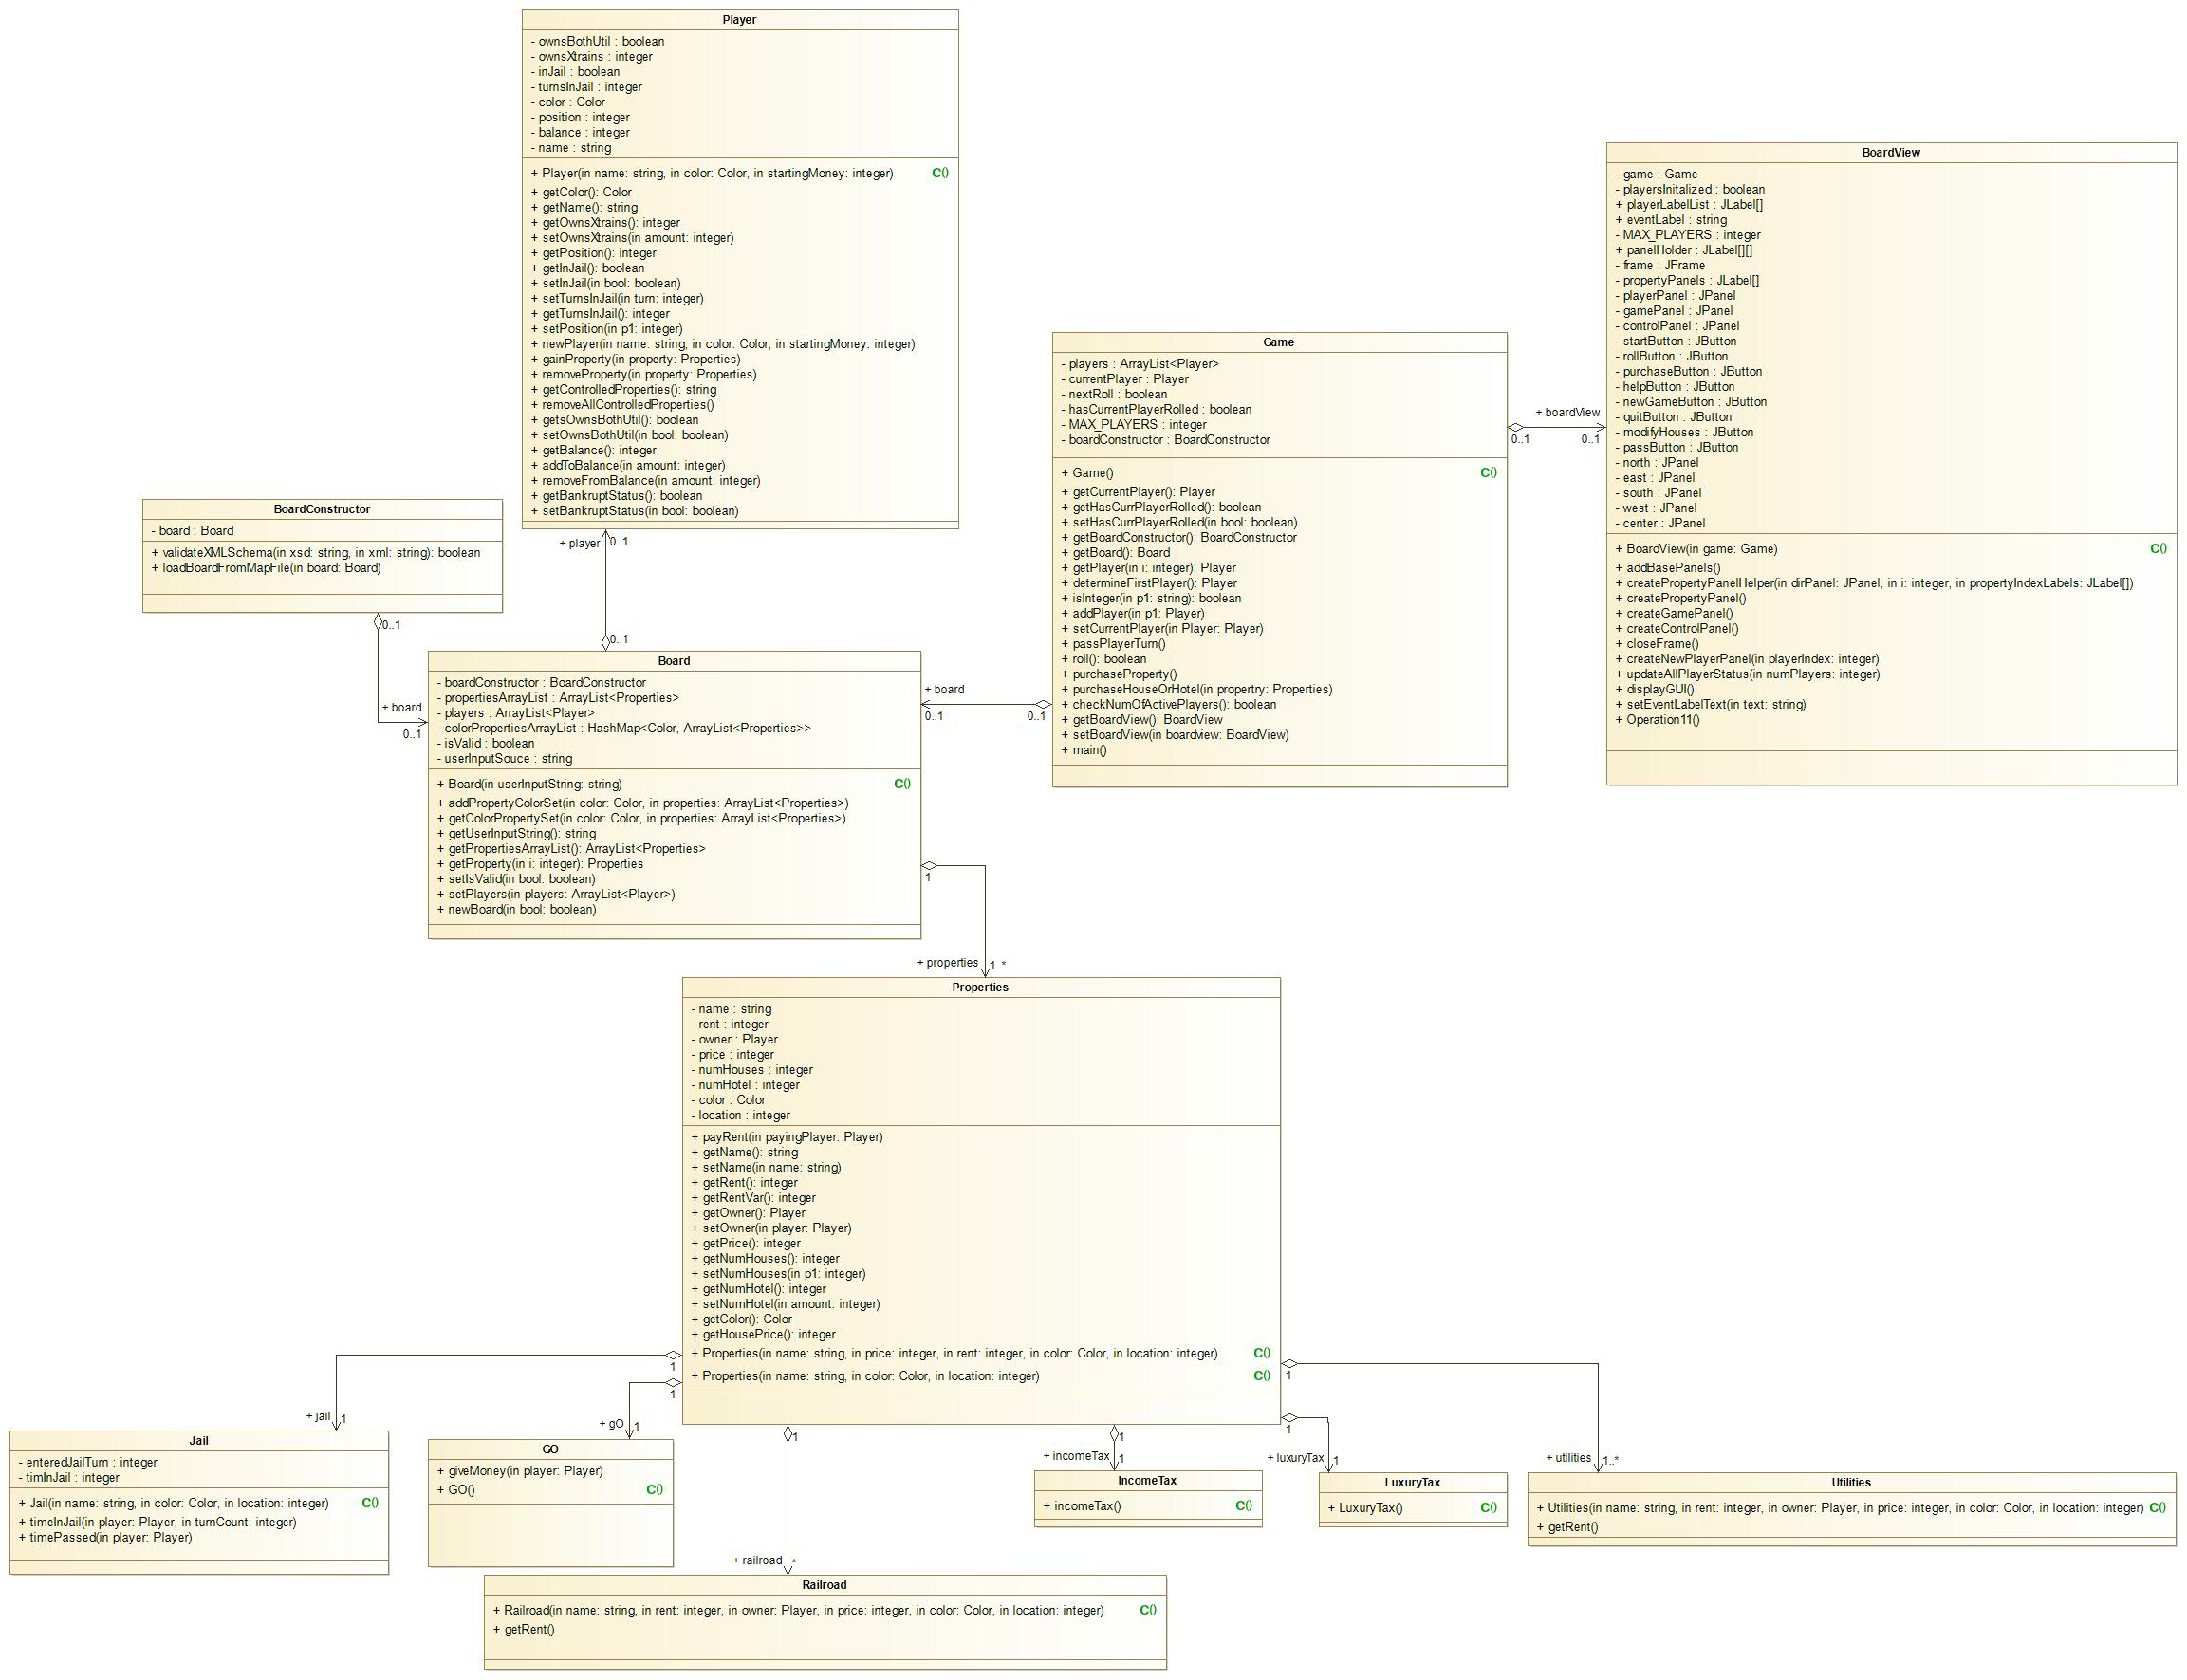 Player
- ownsBothUtil : boolean
- ownsXtrains : integer
- inJail : boolean
- turnsInJail : integer
- color : Color
- position : integer
- balance : integer
- name : string
+ Player(in name: string, in color: Color, in startingMoney: integer) C()
+ getColor(): Color
+ getName(): string
+ getOwnsXtrains(): integer
+ setOwnsXtrains(in amount: integer)
+ getPosition(): integer
+ getInJail(): boolean
+ setInJail(in bool: boolean)
+ setTurnsInJail(in turn: integer)
+ getTurnsInJail(): integer
+ setPosition(in p1: integer)
+ newPlayer(in name: string, in color: Color, in startingMoney: integer)
+ gainProperty(in property: Properties)
+ removeProperty(in property: Properties)
+ getControlledProperties(): string
+ removeAllControlledProperties()
+ getsOwnsBothUtil(): boolean
+ setOwnsBothUtil(in bool: boolean)
+ getBalance(): integer
+ addToBalance(in amount: integer)
+ removeFromBalance(in amount: integer)
+ getBankruptStatus(): boolean
+ setBankruptStatus(in bool: boolean)
BoardView
- game : Game
- playersInitalized : boolean
+ playerLabelList : JLabel[]
+ eventLabel : string
- MAX_PLAYERS : integer
+ panelHolder : JLabel[][]
- frame : JFrame
- propertyPanels : JLabel[]
- playerPanel : JPanel
- gamePanel : JPanel
- controlPanel : JPanel
- startButton : JButton
- rollButton : JButton
- purchaseButton : JButton
- helpButton : JButton
- newGameButton : JButton
- quitButton : JButton
- modifyHouses : JButton
- passButton : JButton
- north : JPanel
- east : JPanel
- south : JPanel
- west : JPanel
- center : JPanel
+ BoardView(in game: Game) C()
+ addBasePanels()
+ createPropertyPanelHelper(in dirPanel: JPanel, in i: integer, in propertyIndexLabels: JLabel[])
+ createPropertyPanel()
+ createGamePanel()
+ createControlPanel()
+ closeFrame()
+ createNewPlayerPanel(in playerIndex: integer)
+ updateAllPlayerStatus(in numPlayers: integer)
+ displayGUI()
+ setEventLabelText(in text: string)
+ Operation11()
Game
- players : ArrayList<Player>
- currentPlayer : Player
- nextRoll : boolean
- hasCurrentPlayerRolled : boolean
- MAX_PLAYERS : integer
- boardConstructor : BoardConstructor
+ Game() C()
+ getCurrentPlayer(): Player
+ getHasCurrPlayerRolled(): boolean
+ setHasCurrPlayerRolled(in bool: boolean)
+ getBoardConstructor(): BoardConstructor
+ getBoard(): Board
+ getPlayer(in i: integer): Player
+ determineFirstPlayer(): Player
+ isInteger(in p1: string): boolean
+ addPlayer(in p1: Player)
+ setCurrentPlayer(in Player: Player)
+ passPlayerTurn()
+ roll(): boolean
+ purchaseProperty()
+ purchaseHouseOrHotel(in propertry: Properties)
+ checkNumOfActivePlayers(): boolean
+ getBoardView(): BoardView
+ setBoardView(in boardview: BoardView)
+ main()
+ boardView
0..1
0..1
BoardConstructor
- board : Board
+ validateXMLSchema(in xsd: string, in xml: string): boolean
+ loadBoardFromMapFile(in board: Board)
0..1
+ board
0..1
+ player
0..1
0..1
+ board
0..1
0..1
Board
- boardConstructor : BoardConstructor
- propertiesArrayList : ArrayList<Properties>
- players : ArrayList<Player>
- colorPropertiesArrayList : HashMap<Color, ArrayList<Properties>>
- isValid : boolean
- userInputSouce : string
+ Board(in userInputString: string) C()
+ addPropertyColorSet(in color: Color, in properties: ArrayList<Properties>)
+ getColorPropertySet(in color: Color, in properties: ArrayList<Properties>)
+ getUserInputString(): string
+ getPropertiesArrayList(): ArrayList<Properties>
+ getProperty(in i: integer): Properties
+ setIsValid(in bool: boolean)
+ setPlayers(in players: ArrayList<Player>)
+ newBoard(in bool: boolean)
1
+ properties
1..*
Properties
- name : string
- rent : integer
- owner : Player
- price : integer
- numHouses : integer
- numHotel : integer
- color : Color
- location : integer
+ payRent(in payingPlayer: Player)
+ getName(): string
+ setName(in name: string)
+ getRent(): integer
+ getRentVar(): integer
+ getOwner(): Player
+ setOwner(in player: Player)
+ getPrice(): integer
+ getNumHouses(): integer
+ setNumHouses(in p1: integer)
+ getNumHotel(): integer
+ setNumHotel(in amount: integer)
+ getColor(): Color
+ getHousePrice(): integer
+ Properties(in name: string, in price: integer, in rent: integer, in color: Color, in location: integer) C()
+ Properties(in name: string, in color: Color, in location: integer) C()
1
+ jail
1
1
+ gO
1
1
+ railroad
*
1
+ incomeTax
1
1
+ luxuryTax
1
1
+ utilities
1..*
Jail
- enteredJailTurn : integer
- timInJail : integer
+ Jail(in name: string, in color: Color, in location: integer) C()
+ timeInJail(in player: Player, in turnCount: integer)
+ timePassed(in player: Player)
GO
+ giveMoney(in player: Player)
+ GO() C()
IncomeTax
+ incomeTax() C()
LuxuryTax
+ LuxuryTax() C()
Utilities
+ Utilities(in name: string, in rent: integer, in owner: Player, in price: integer, in color: Color, in location: integer) C()
+ getRent()
Railroad
+ Railroad(in name: string, in rent: integer, in owner: Player, in price: integer, in color: Color, in location: integer) C()
+ getRent()